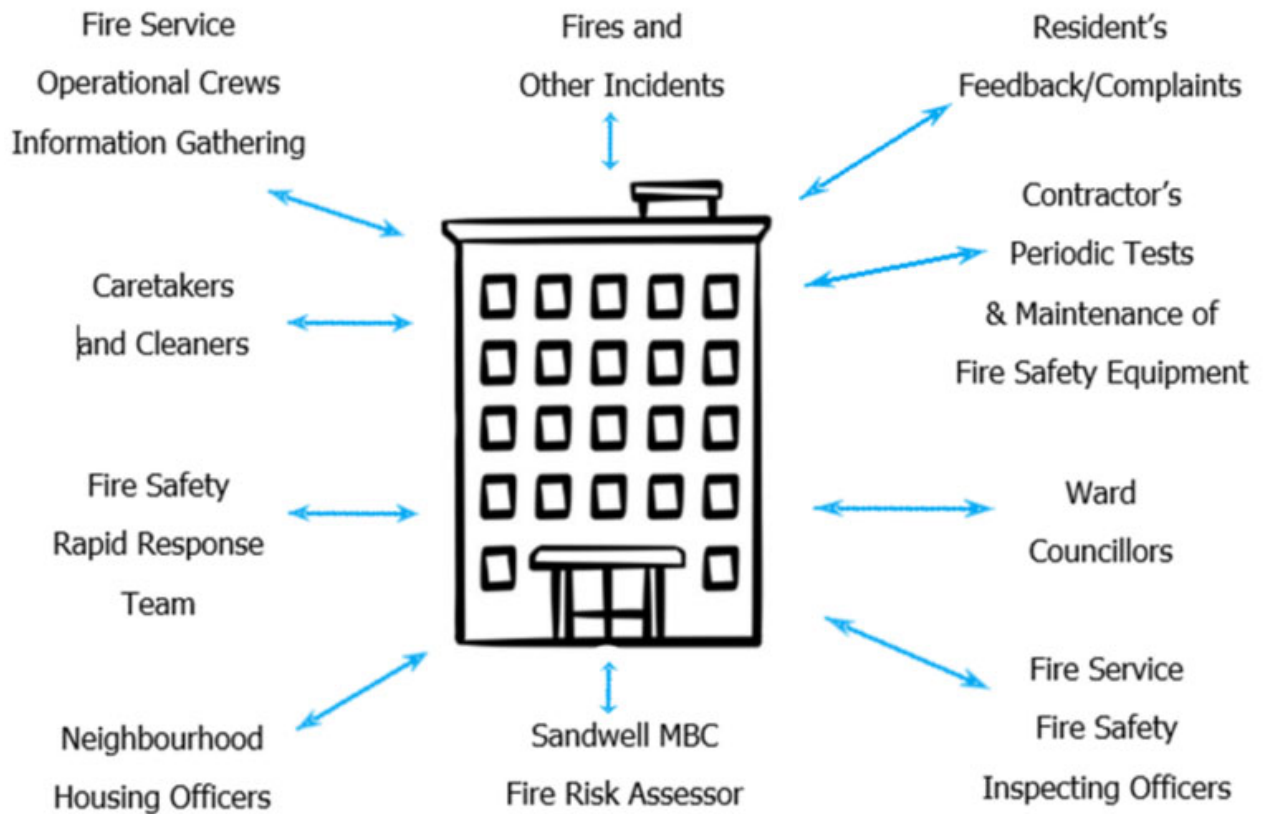 Fire Service
Operational Crews
Information Gathering
Fires and
Other Incidents
Resident's
Feedback/Complaints
Contractor's
Periodic Tests
& Maintenance of
Fire Safety Equipment
Caretakers
and Cleaners
Fire Safety
Rapid Response
Team
Ward
Councillors
Neighbourhood
Housing Officers
Sandwell MBC
Fire Risk Assessor
Fire Service
Fire Safety
Inspecting Officers